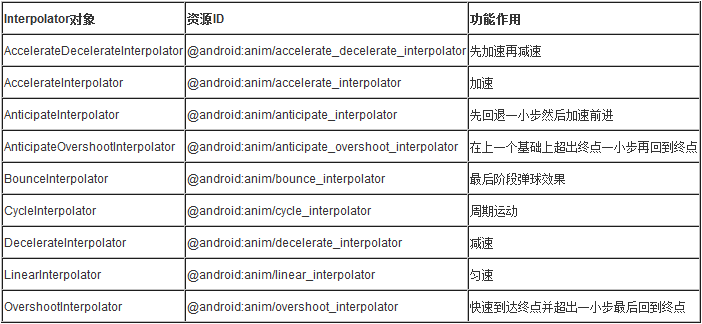 Interpolator对象 资源ID 功能作用
AccelerateDecelerateInterpolator @android:anim/accelerate_decelerate_interpolator 先加速再减速
AccelerateInterpolator @android:anim/accelerate_interpolator 加速
AnticipateInterpolator @android:anim/anticipate_interpolator 先回退一小步然后加速前进
AnticipateOvershootInterpolator @android:anim/anticipate_overshoot_interpolator 在上一个基础上超出终点一小步再回到终点
BounceInterpolator @android:anim/bounce_interpolator 最后阶段弹球效果
CycleInterpolator @android:anim/cycle_interpolator 周期运动
DecelerateInterpolator @android:anim/decelerate_interpolator 减速
LinearInterpolator @android:anim/linear_interpolator 匀速
OvershootInterpolator @android:anim/overshoot_interpolator 快速到达终点并超出一小步最后回到终点